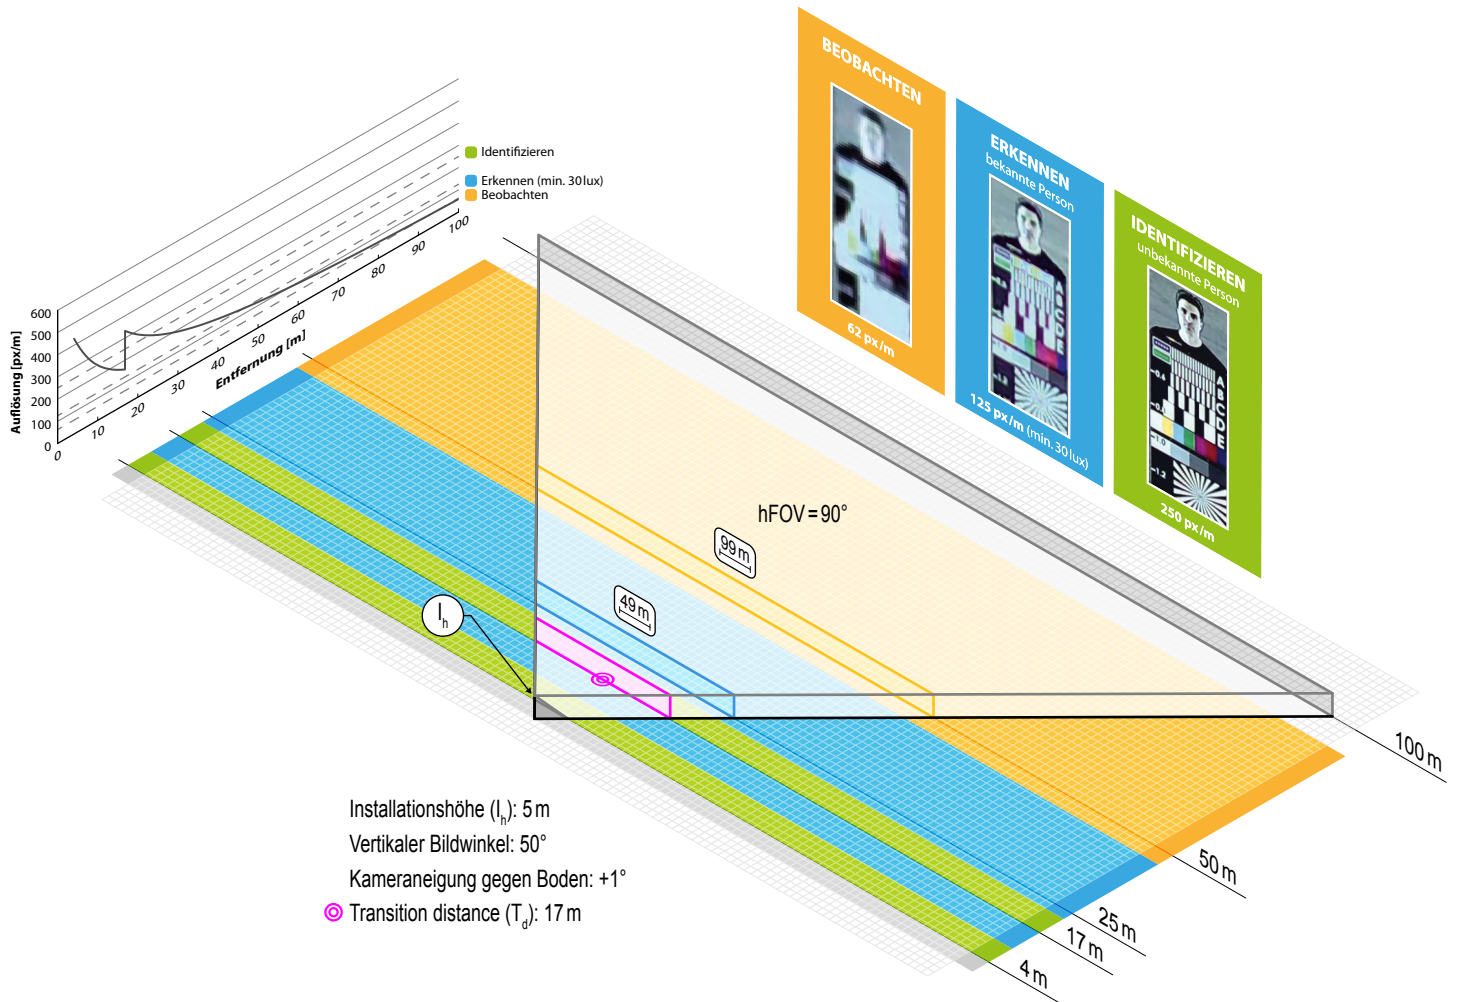 BEOBACHTEN
62 px/m
ERKENNEN
bekannte Person
125 px/m (min. 30 lux)
IDENTIFIZIEREN
unbekannte Person
250 px/m
A
B
C
D
E
A
B
C
D
E
Identifizieren
Erkennen (min. 30 lux)
Beobachten
Auflösung [px/m]
600
500
400
300
200
100
0
0
10
20
30
40
50
60
70
80
90
100
Entfernung [m]
hFOV = 90°
99 m
49 m
Ih
100 m
50 m
25 m
17 m
4 m
Installationshöhe (Ih): 5 m
Vertikaler Bildwinkel: 50°
Kameraneigung gegen Boden: +1°
Transition distance (Td): 17 m